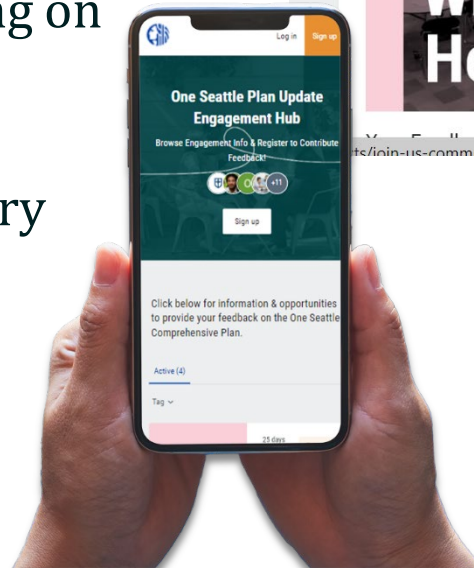 ng on
ry
Log in
Sign up
One Seattle Plan Update
Engagement Hub
Browse Engagement Info & Register to Contribute
Feedback!
+11
Sign up
Click below for information & opportunities
to provide your feedback on the One Seattle
Comprehensive Plan.
Active (4)
Tag
25 days
ts/join-us-comm